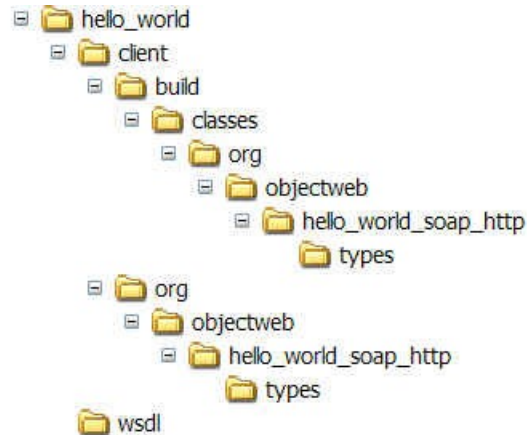 hello_world
client
build
classes
org
objectweb
hello_world_soap_http
types
org
objectweb
hello_world_soap_http
types
wsdl